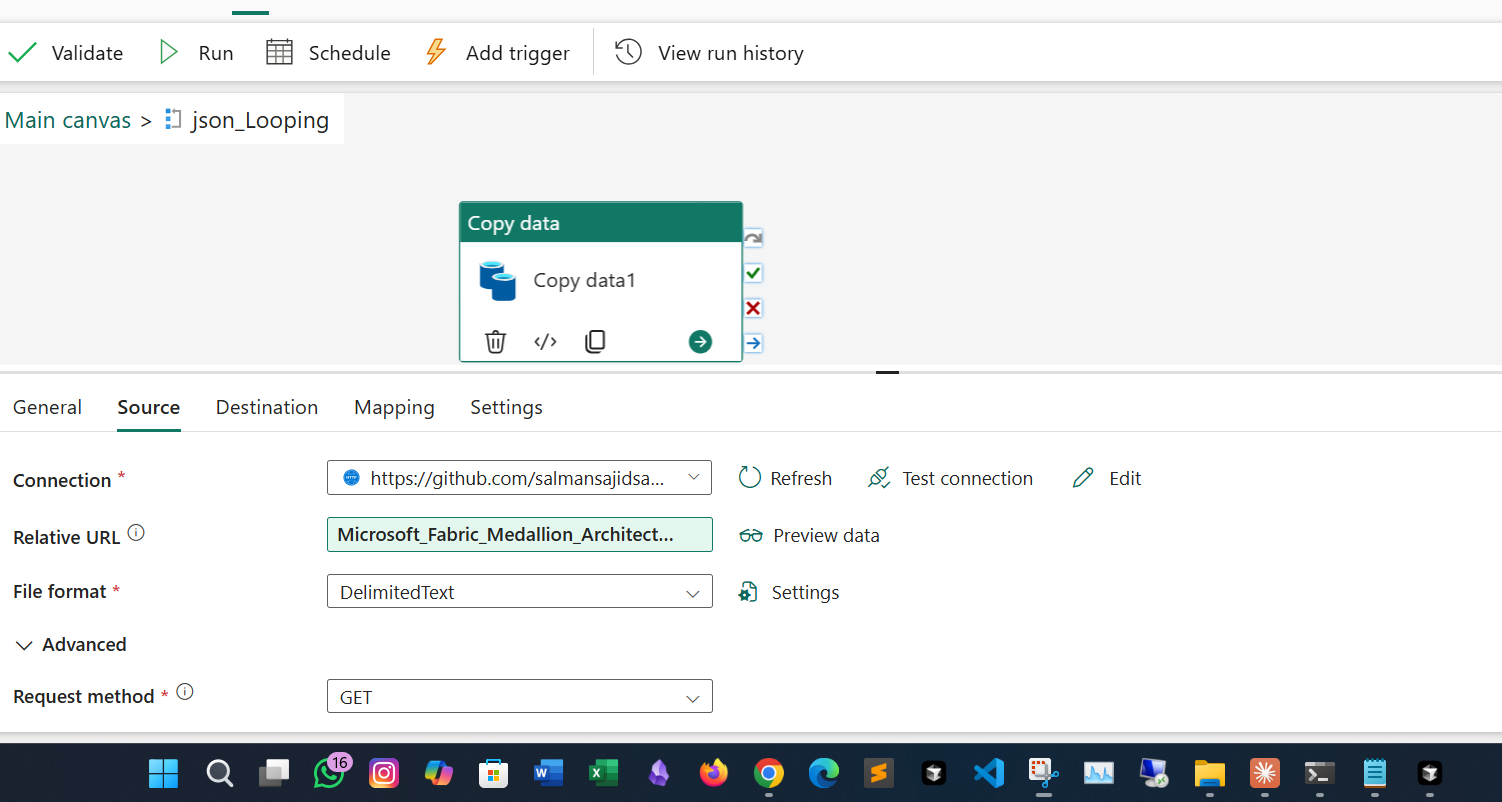 Validate Run Schedule Add trigger View run history
Main canvas > json_Looping
Copy data
Copy data1
General Source Destination Mapping Settings
Connection * https://github.com/salmansajidsa... Refresh Test connection Edit
Relative URL Microsoft_Fabric_Medallion_Architect... Preview data
File format * DelimitedText Settings
Advanced
Request method * GET
16